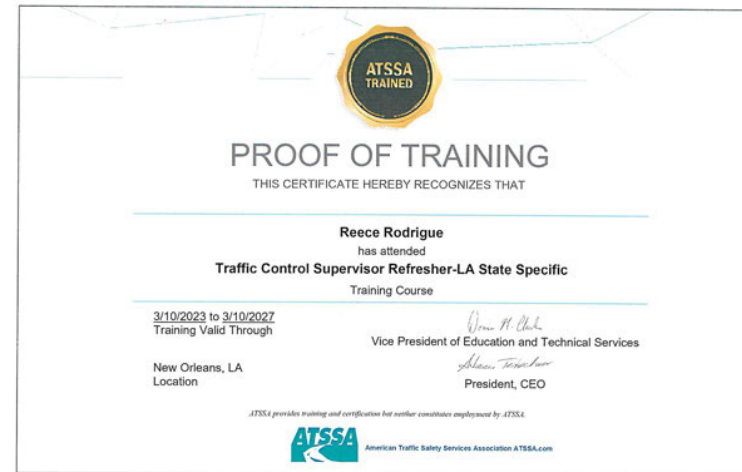 ATSSA
TRAINED
PROOF OF TRAINING
THIS CERTIFICATE HEREBY RECOGNIZES THAT
Reece Rodrigue
has attended
Traffic Control Supervisor Refresher-LA State Specific
Training Course
3/10/2023 to 3/10/2027
Training Valid Through
Vice President of Education and Technical Services
New Orleans, LA
Location
President, CEO
ATSSA provides training and certification but neither constitutes employment by ATSSA.
ATSSA
American Traffic Safety Services Association ATSSA.com